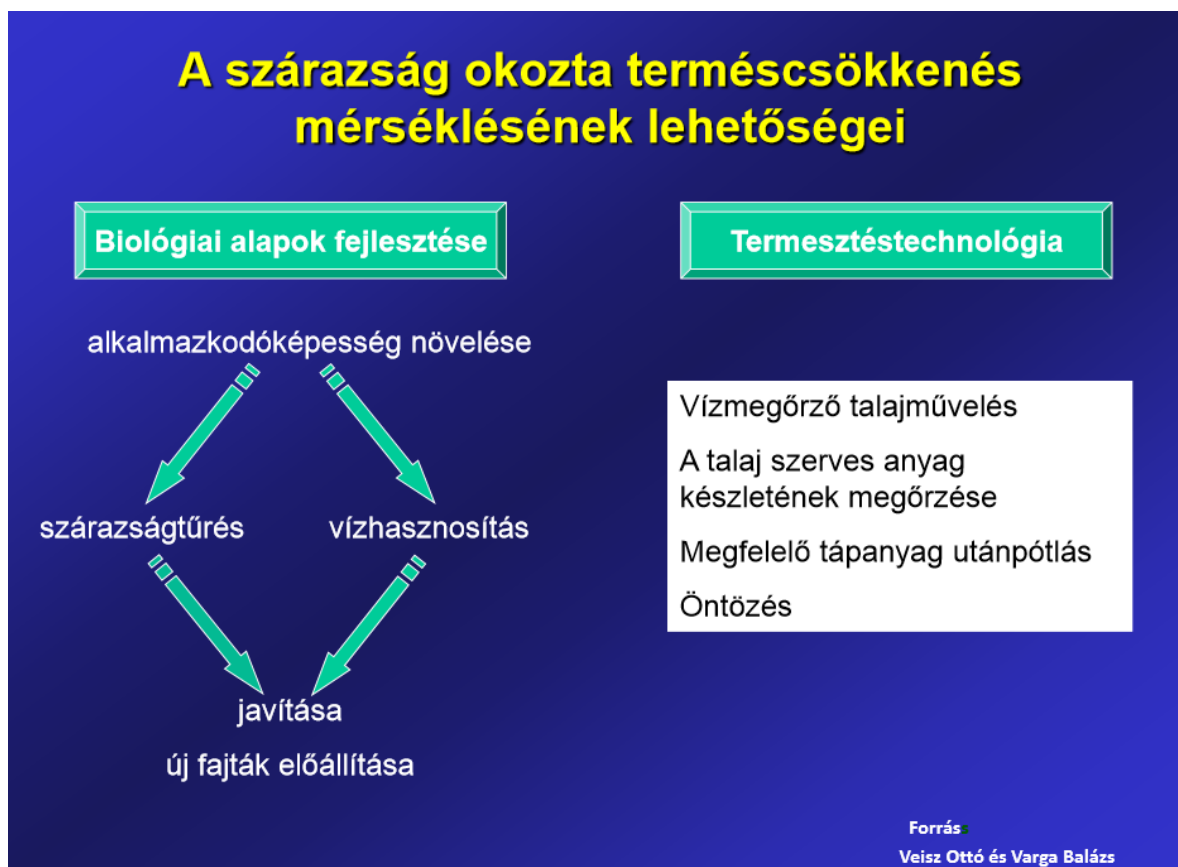 A szárazság okozta terméscsökkenés
mérséklésének lehetőségei
Biológiai alapok fejlesztése
alkalmazkodóképesség növelése
szárazságtűrés
vízhasznosítás
javítása
új fajták előállítása
Termesztéstechnológia
Vízmegőrző talajművelés
A talaj szerves anyag
készletének megőrzése
Megfelelő tápanyag utánpótlás
Öntözés
Forrás:
Veisz Ottó és Varga Balázs